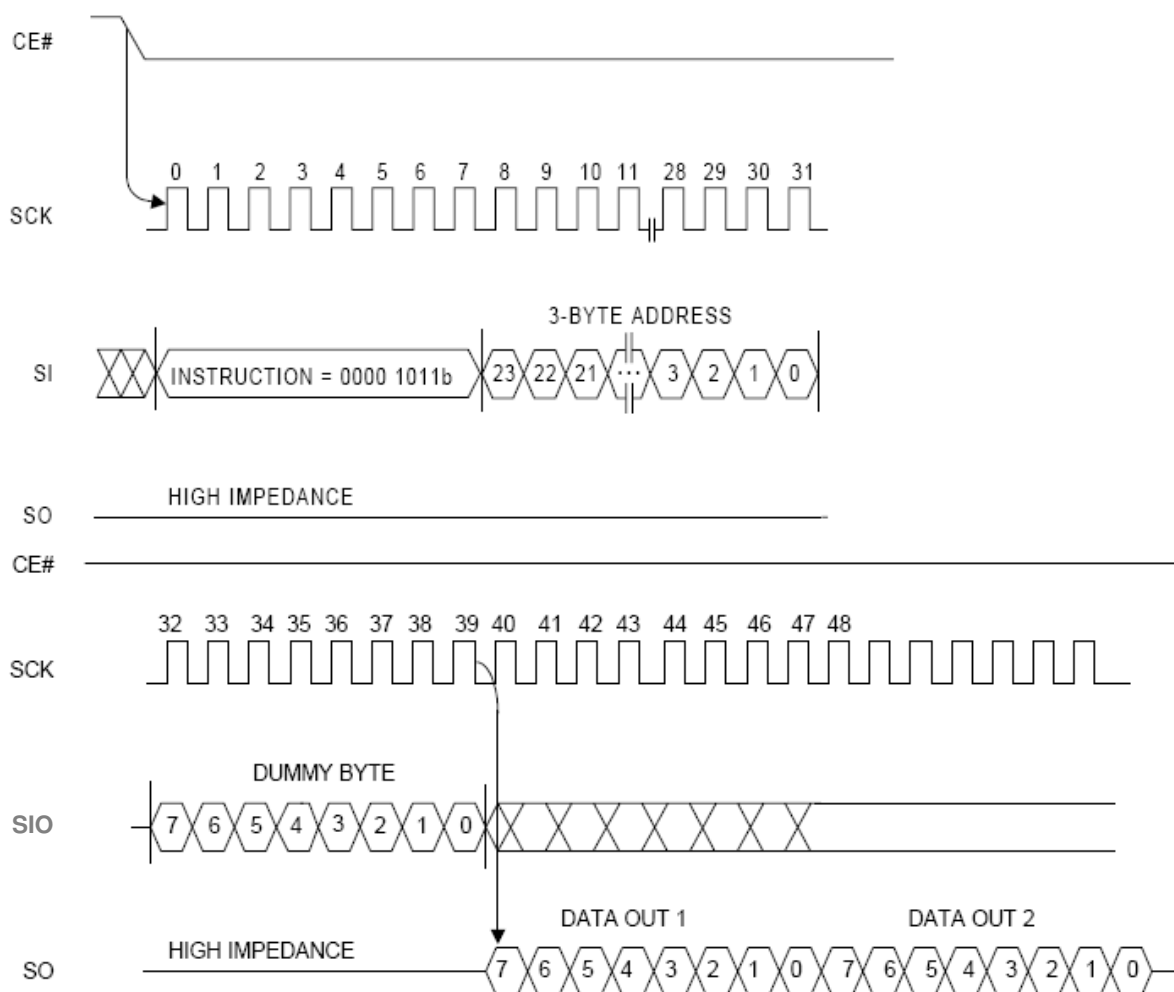 CE#
0 1 2 3 4 5 6 7 8 9 10 11 28 29 30 31
SCK
3-BYTE ADDRESS
SI INSTRUCTION = 0000 1011b 23 22 21 ... 3 2 1 0
HIGH IMPEDANCE
SO
CE#
32 33 34 35 36 37 38 39 40 41 42 43 44 45 46 47 48
SCK
DUMMY BYTE
SIO 7 6 5 4 3 2 1 0
DATA OUT 1 DATA OUT 2
HIGH IMPEDANCE
SO 7 6 5 4 3 2 1 0 7 6 5 4 3 2 1 0